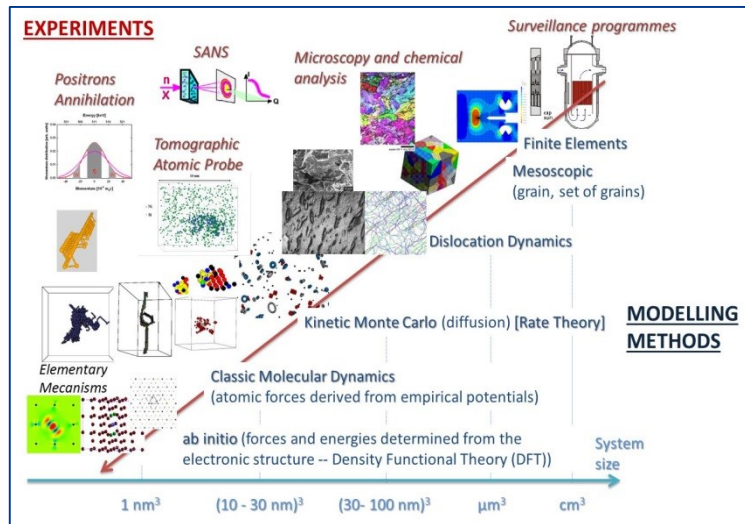 EXPERIMENTS
Surveillance programmes
SANS
Microscopy and chemical
analysis
Positrons
Annihilation
n
X
I
Q
Tomographic
Atomic Probe
Finite Elements
Mesoscopic
(grain, set of grains)
Dislocation Dynamics
Kinetic Monte Carlo (diffusion) [Rate Theory]
MODELLING
METHODS
Elementary
Mecanisms
Classic Molecular Dynamics
(atomic forces derived from empirical potentials)
ab initio (forces and energies determined from the
electronic structure -- Density Functional Theory (DFT))
System
size
1 nm³
(10 - 30 nm)³
(30- 100 nm)³
µm³
cm³